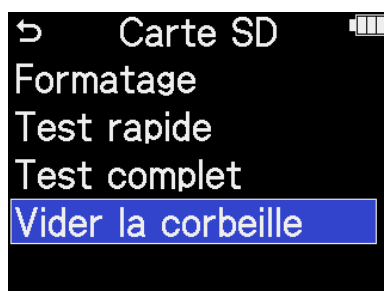 Carte SD
Formatage
Test rapide
Test complet
Vider la corbeille